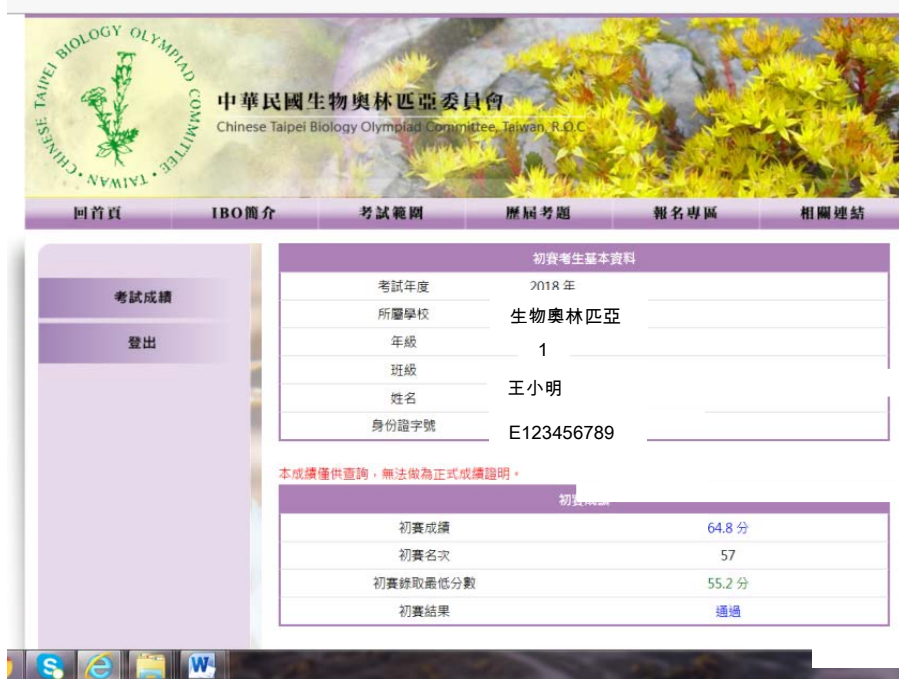 CHINESE TAIPEI BIOLOGY OLYMPIAD COMMITTEE, TAIWAN.
中華民國生物奧林匹亞委員會
Chinese Taipei Biology Olympiad Committee, Taiwan, R.O.C
回首頁 IBO簡介 考試範圍 歷屆考題 報名專區 相關連結
考試成績
登出
初賽考生基本資料
考試年度 2018 年
所屬學校 生物奧林匹亞
年級 1
班級
姓名 王小明
身份證字號 E123456789
本成績僅供查詢，無法做為正式成績證明。
初賽成績 64.8 分
初賽名次 57
初賽錄取最低分數 55.2 分
初賽結果 通過